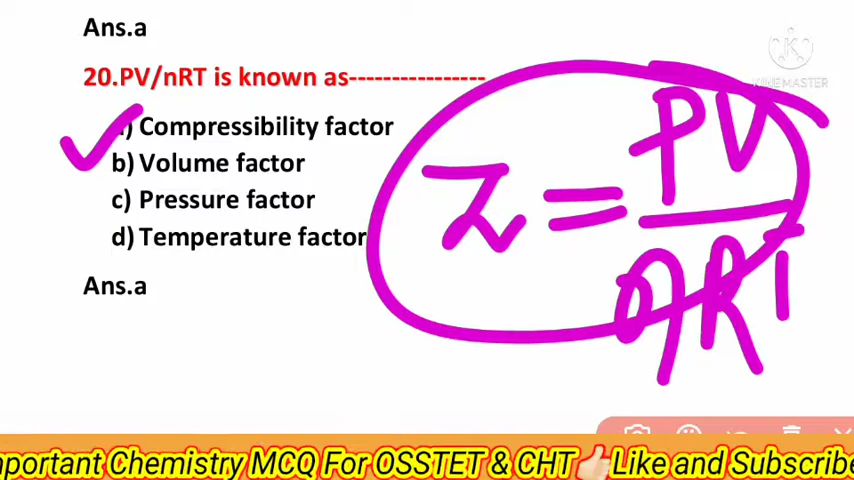 Ans.a
20.PV/nRT is known as----------------
KINEMASTER
a) Compressibility factor
b) Volume factor
c) Pressure factor
d) Temperature factor
Z = PV
nRT
Ans.a
mportant Chemistry MCQ For OSSTET & CHT👍Like and Subscribe